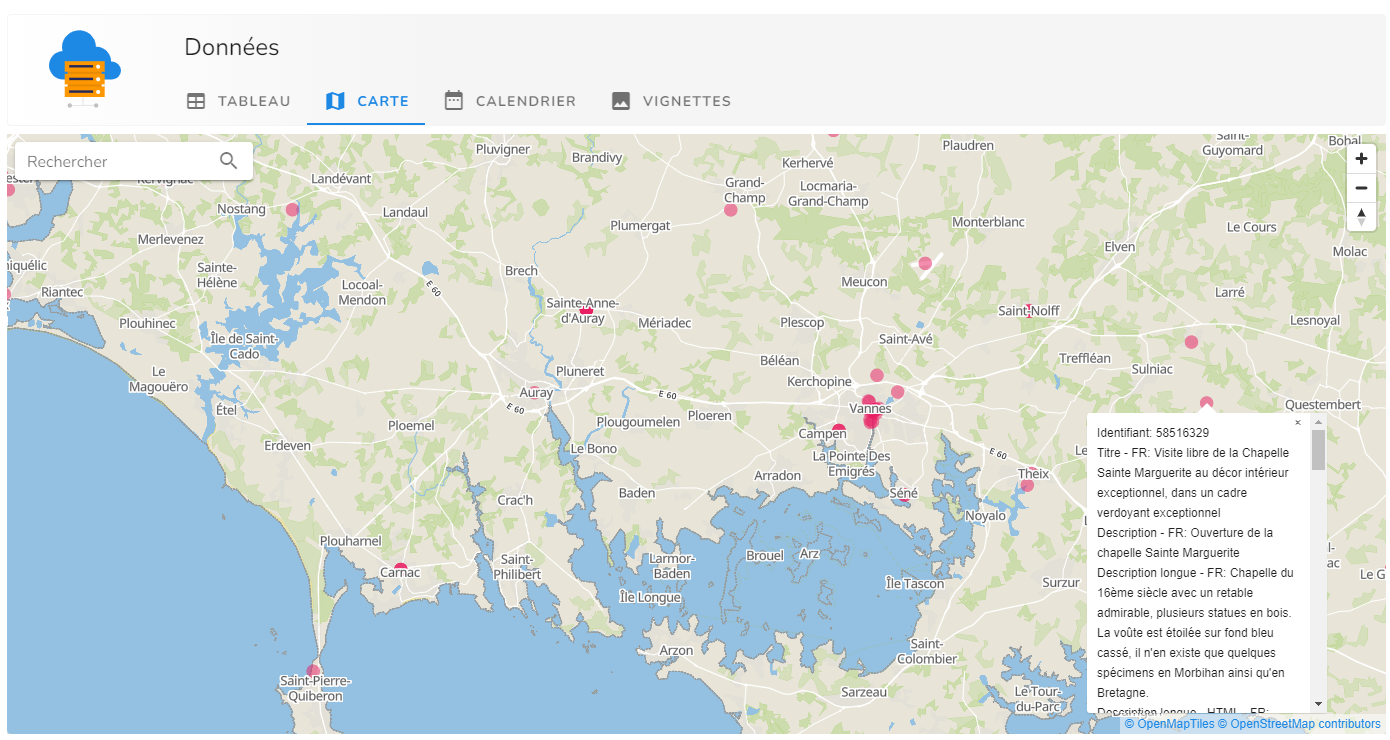 Données
TABLEAU
CARTE
CALENDRIER
VIGNETTES
Rechercher
Pluvigner
Brandivy
Kerhervé
Plaudren
Saint-
Guyomard
Bohal
Kervignac
Landévant
Grand-
Champ
Locmaria-
Grand-Champ
Nostang
Landaul
Plumergat
Monterblanc
Le Cours
Merlevenez
Elven
Molac
Sainte-
Hélène
Brech
Meucon
Riantec
Locoal-
Mendon
E 60
Larré
Sainte-Anne-
d'Auray
Saint-Nolff
Plouhinec
Mériadec
Plescop
Lesnoyal
Île de Saint-
Cado
Saint-Avé
Béléan
Treffléan
Sulniac
Le
Magouëro
Pluneret
Kerchopine
Auray
E 60
E 60
Étel
Vannes
Questembert
Ploemel
Plougoumelen
Ploeren
Campen
Erdeven
Le Bono
La Pointe Des
Emigrés
E 60
Arradon
Theix
Crac'h
Baden
Séné
Noyalo
Plouharnel
Saint-
Philibert
Larmor-
Baden
Brouel
Arz
Carnac
Île Tascon
Surzur
Île Longue
Arzon
Saint-
Colombier
Saint-Pierre-
Quiberon
Sarzeau
Le-Tour-
du-Parc
×
Identifiant: 58516329
Titre - FR: Visite libre de la Chapelle
Sainte Marguerite au décor intérieur
exceptionnel, dans un cadre
verdoyant exceptionnel
Description - FR: Ouverture de la
chapelle Sainte Marguerite
Description longue - FR: Chapelle du
16ème siècle avec un retable
admirable, plusieurs statues en bois.
La voûte est étoilée sur fond bleu
cassé, il n'en existe que quelques
spécimens en Morbihan ainsi qu'en
Bretagne.
Description longue - HTML - FR:
© OpenMapTiles © OpenStreetMap contributors